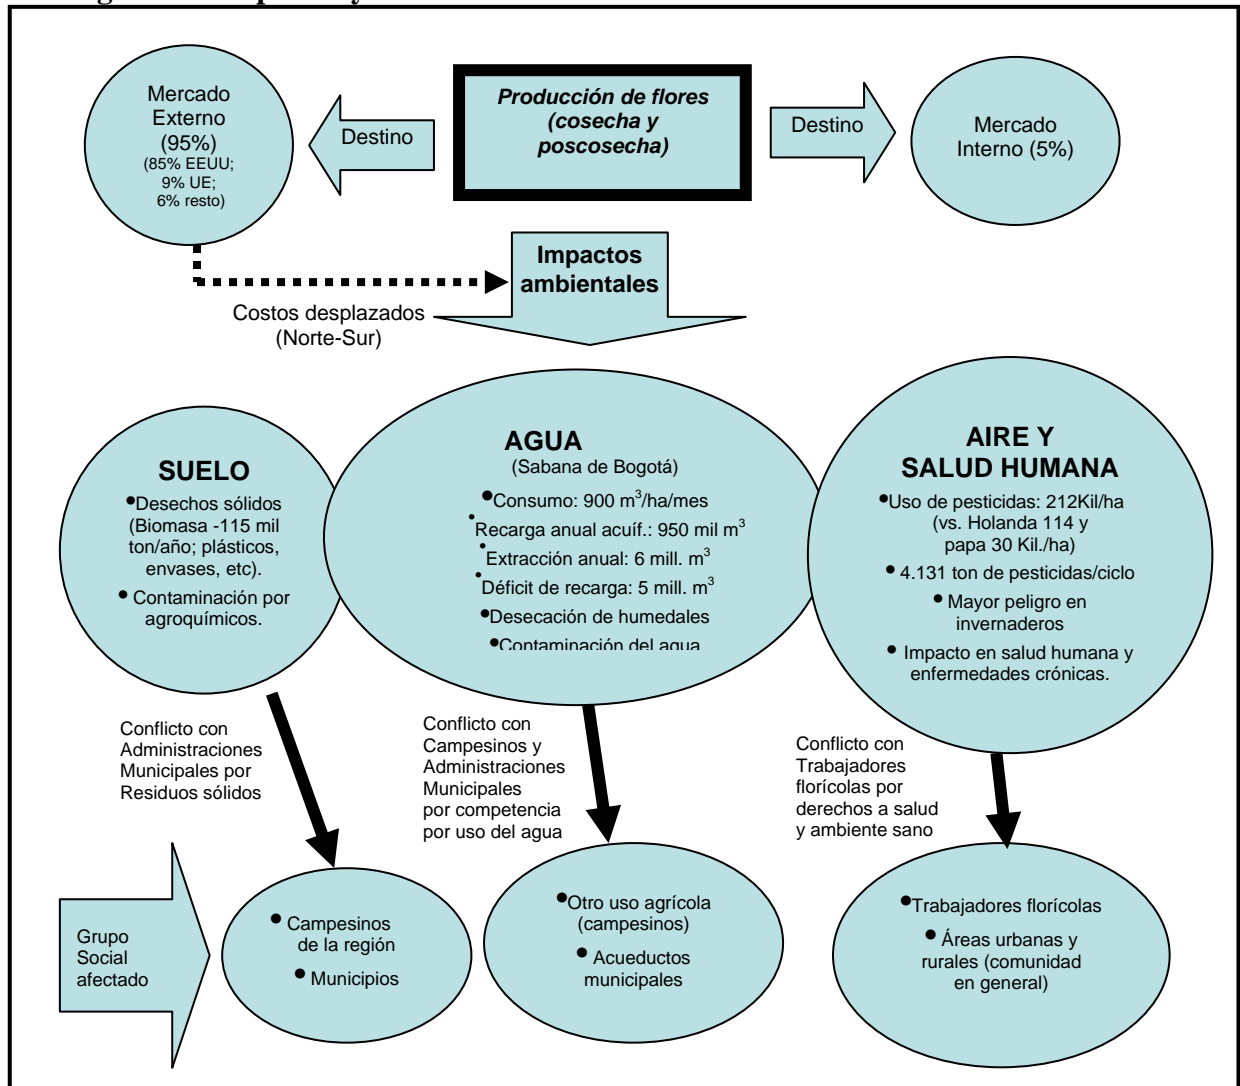 Mercado
Externo
(95%)
(85% EEUU;
9% UE;
6% resto)
Destino
Producción de flores
(cosecha y
poscosecha)
Destino
Mercado
Interno (5%)
Impactos
ambientales
Costos desplazados
(Norte-Sur)
SUELO
•Desechos sólidos
(Biomasa -115 mil
ton/año; plásticos,
envases, etc).
• Contaminación por
agroquímicos.
AGUA
(Sabana de Bogotá)
•Consumo: 900 m³/ha/mes
•Recarga anual acuíf.: 950 mil m³
•Extracción anual: 6 mill. m³
•Déficit de recarga: 5 mill. m³
•Desecación de humedales
•Contaminación del agua
AIRE Y
SALUD HUMANA
•Uso de pesticidas: 212Kil/ha
(vs. Holanda 114 y
papa 30 Kil./ha)
• 4.131 ton de pesticidas/ciclo
• Mayor peligro en
invernaderos
• Impacto en salud humana y
enfermedades crónicas.
Conflicto con
Administraciones
Municipales por
Residuos sólidos
Conflicto con
Campesinos y
Administraciones
Municipales
por competencia
por uso del agua
Conflicto con
Trabajadores
florícolas por
derechos a salud
y ambiente sano
Grupo
Social
afectado
• Campesinos
de la región
• Municipios
•Otro uso agrícola
(campesinos)
• Acueductos
municipales
•Trabajadores florícolas
• Áreas urbanas y
rurales (comunidad
en general)